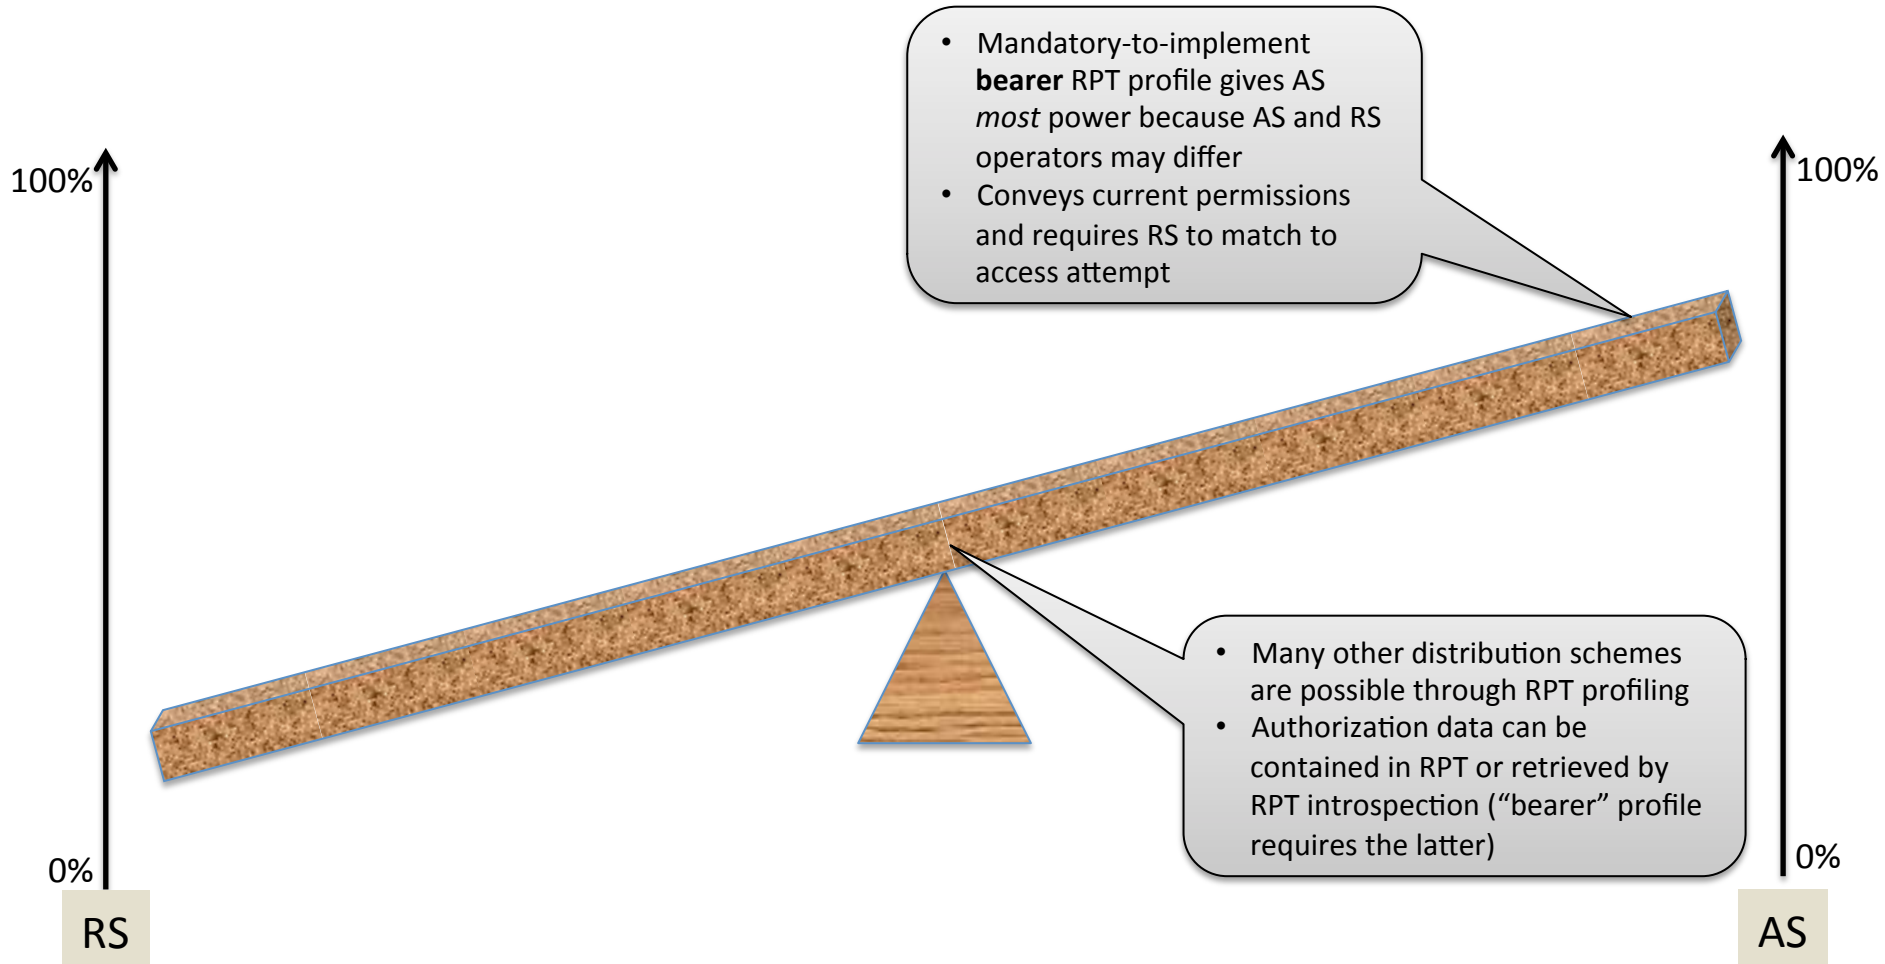 • Mandatory-to-implement
bearer RPT profile gives AS
most power because AS and RS
operators may differ
• Conveys current permissions
and requires RS to match to
access attempt
100%
100%
• Many other distribution schemes
are possible through RPT profiling
• Authorization data can be
contained in RPT or retrieved by
RPT introspection (“bearer” profile
requires the latter)
0%
0%
RS
AS